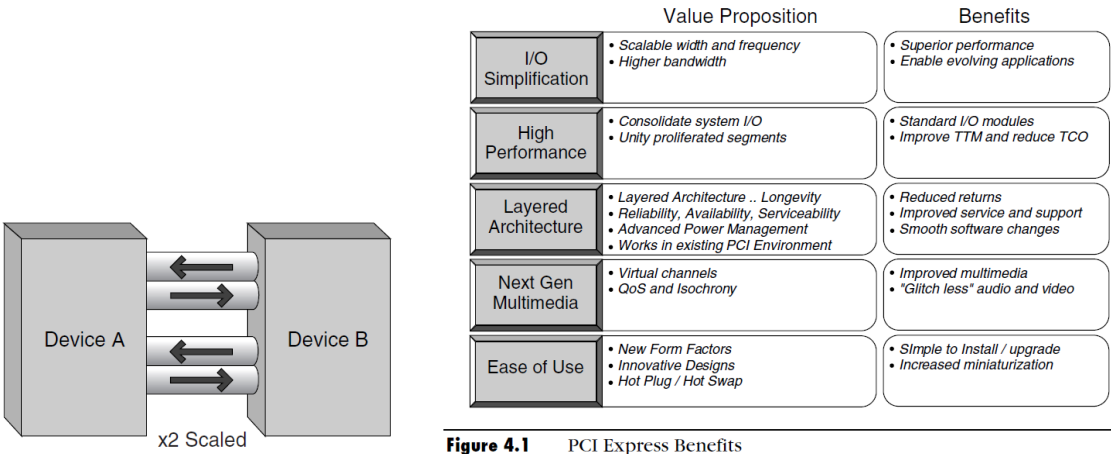 Device A
Device B
x2 Scaled
Value Proposition
Benefits
I/O
Simplification
• Scalable width and frequency
• Higher bandwidth
• Superior performance
• Enable evolving applications
High
Performance
• Consolidate system I/O
• Unity proliferated segments
• Standard I/O modules
• Improve TTM and reduce TCO
Layered
Architecture
• Layered Architecture .. Longevity
• Reliability, Availability, Serviceability
• Advanced Power Management
• Works in existing PCI Environment
• Reduced returns
• Improved service and support
• Smooth software changes
Next Gen
Multimedia
• Virtual channels
• QoS and Isochrony
• Improved multimedia
• "Glitch less" audio and video
Ease of Use
• New Form Factors
• Innovative Designs
• Hot Plug / Hot Swap
• SImple to Install / upgrade
• Increased miniaturization
Figure 4.1 PCI Express Benefits